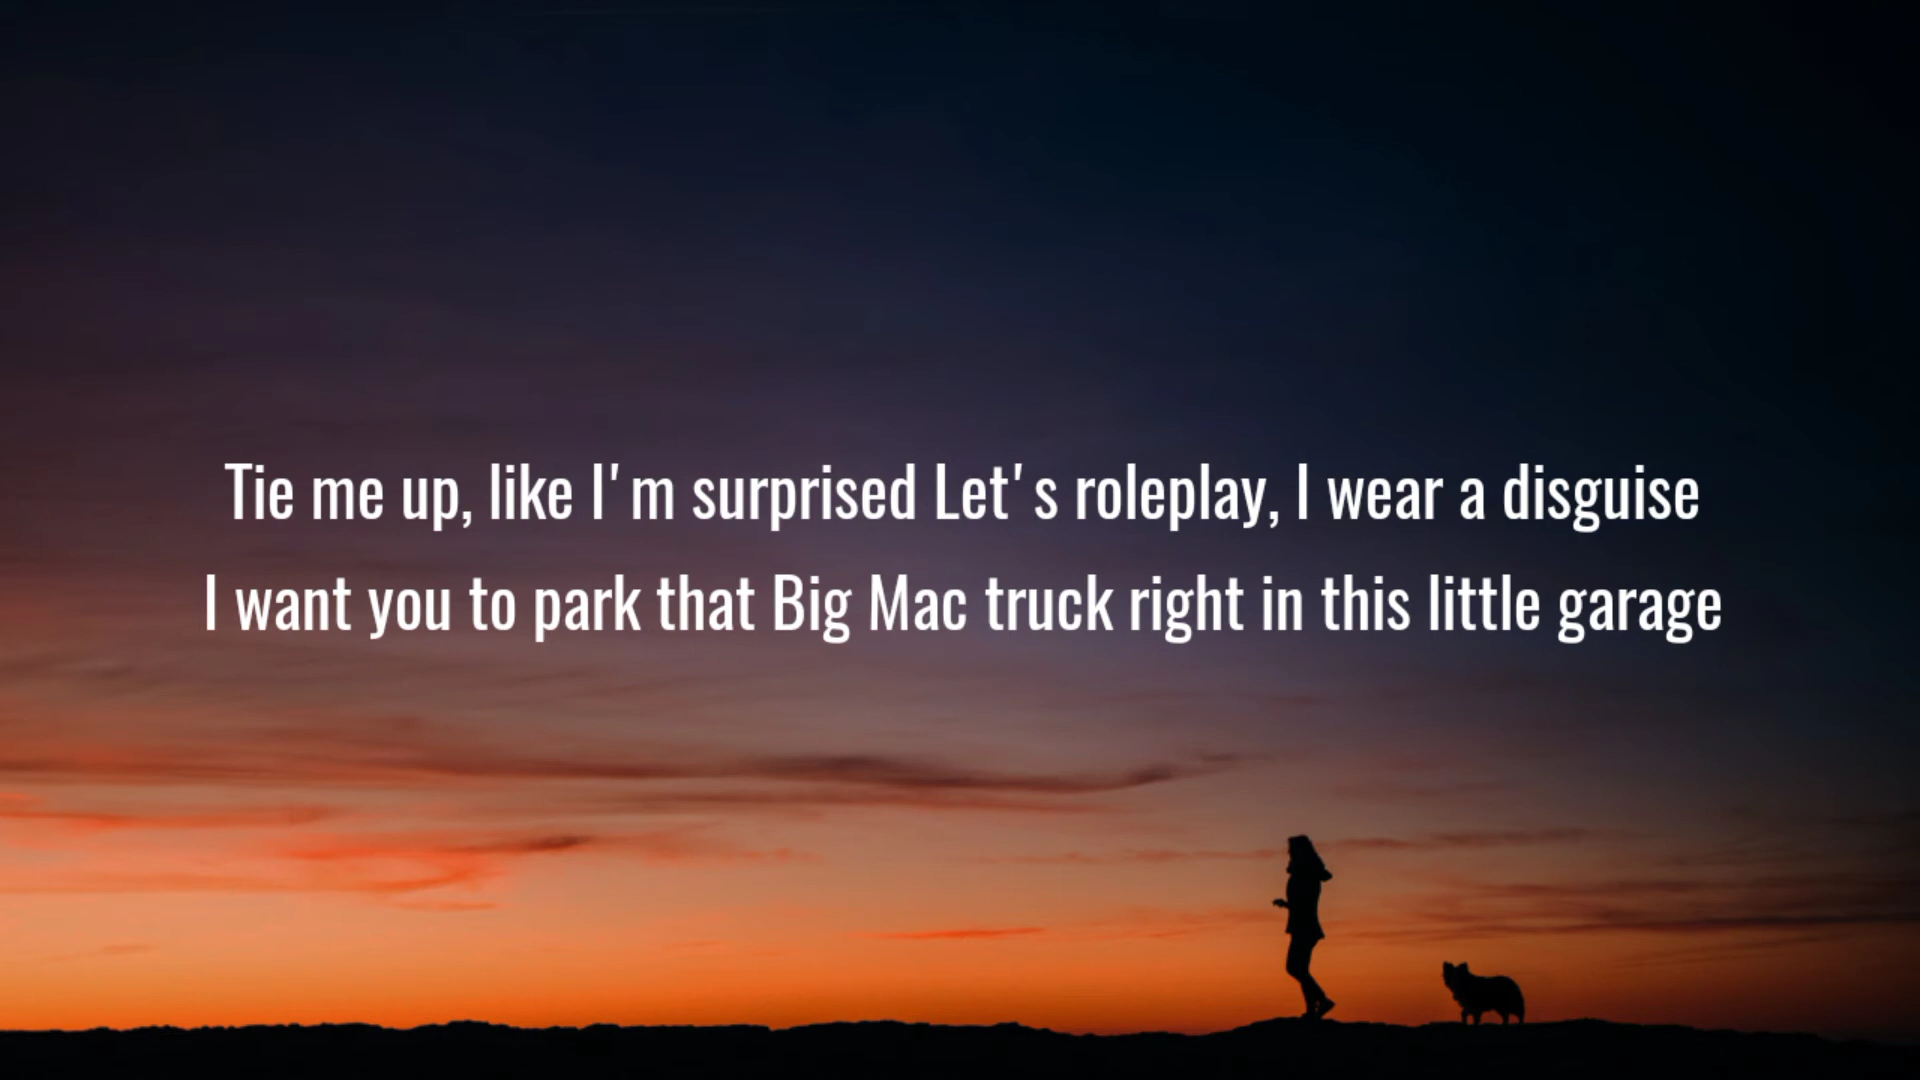 Tie me up, like I'm surprised Let's roleplay, I wear a disguise
I want you to park that Big Mac truck right in this little garage